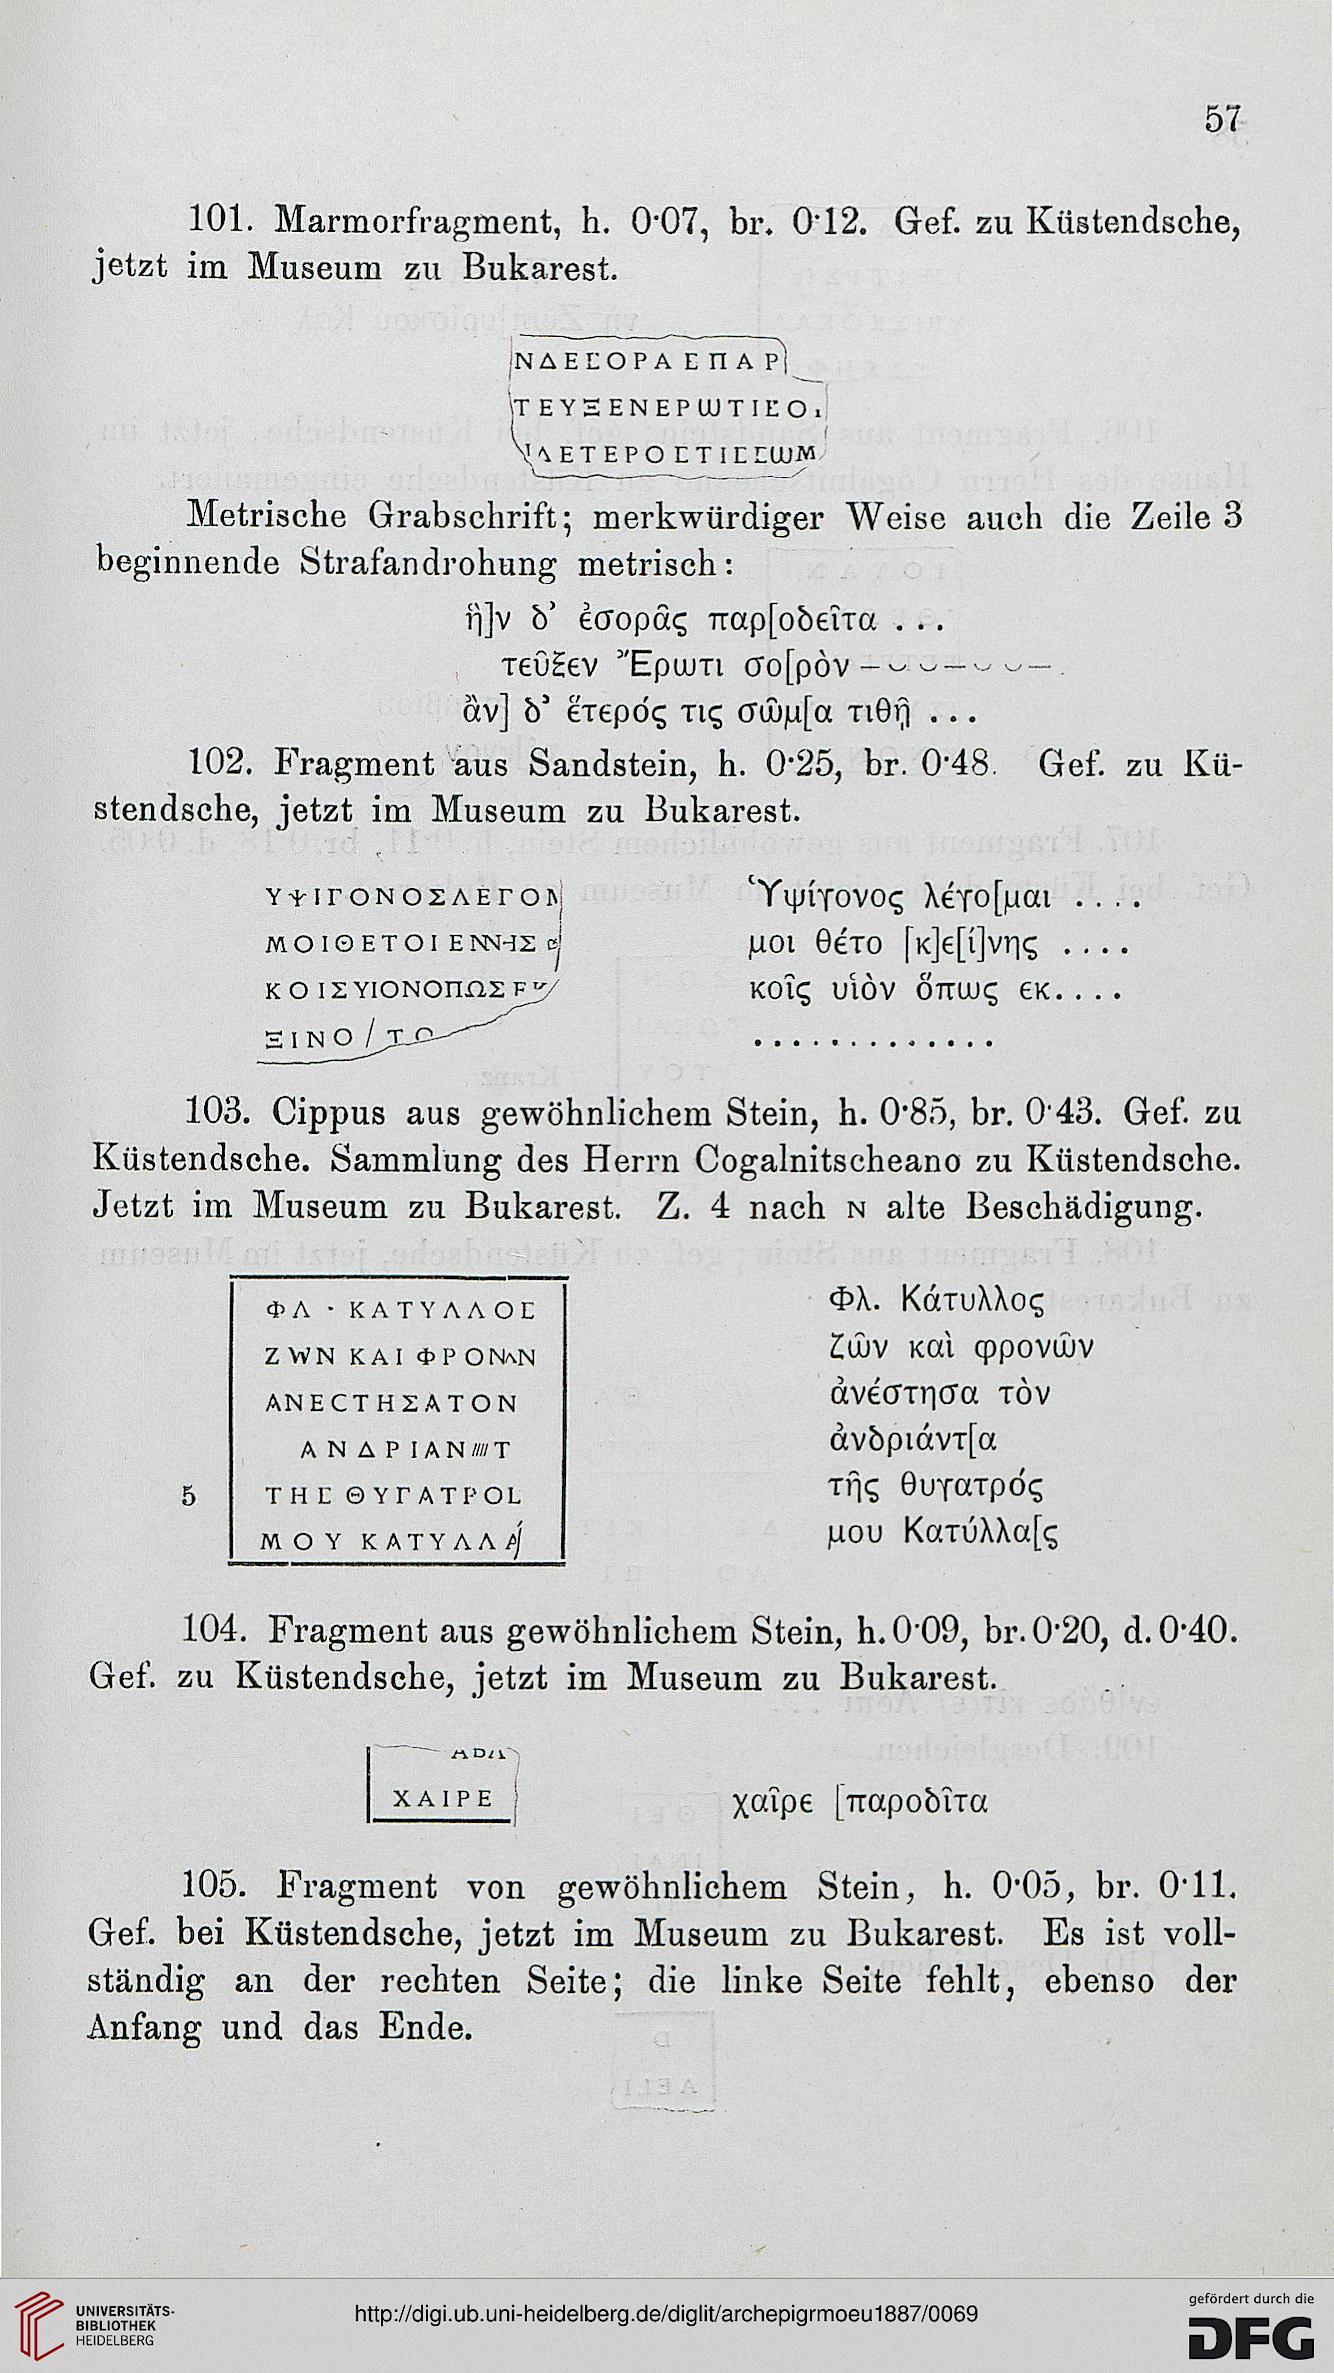 57
101. Marmorfragment, h. 0·07, br. 0·12. Gef. zu Küstendsche,
jetzt im Museum zu Bukarest.
ΝΔΕϹΟΡΑϹΠΑΡ
ΤΕΥΞΕΝΕΡωΤΙϹΟ
ΕΤΕΡΟϹΤΙϹϹωΜ
Metrische Grabschrift; merkwürdiger Weise auch die Zeile 3
beginnende Strafandrohung metrisch:
ἣ]ν δ’ ἐσορᾷς παρ[οδεῖτα . . .
τεῦξεν Ἔρωτι σο[ρὸν – ⏑ ⏑ – ⏑ ⏑ –
ἂν] δ’ ἕτερός τις σῶμ[α τιθῇ . . .
102. Fragment aus Sandstein, h. 0·25, br. 0·48. Gef. zu Kü-
stendsche, jetzt im Museum zu Bukarest.
ΥΨΙΓΟΝΟΣΛΕΓΟΜ Ὑψίγονος λέγο[μαι . . . .
ΜΟΙΘΕΤΟΙΕΝΝΗΣ μοι θέτο [κ]ε[ί]νης . . . .
ΚΟΙΣΥΙΟΝΟΠΩΣΕΚ κοῖς υἱὸν ὅπως εκ. . . .
ΞΙΝΟ / ΤΟ . . . . . . . . . . . . .
103. Cippus aus gewöhnlichem Stein, h. 0·85, br. 0·43. Gef. zu
Küstendsche. Sammlung des Herrn Cogalnitscheano zu Küstendsche.
Jetzt im Museum zu Bukarest. Z. 4 nach N alte Beschädigung.
ΦΛ · ΚΑΤΥΛΛΟϹ Φλ. Κάτυλλος
ΖWΝ ΚΑΙ ΦΡΟΝWΝ ζῶν καὶ φρονῶν
ΑΝΕϹΤΗΣΑΤΟΝ ἀνέστησα τὸν
ΑΝΔΡΙΑΝ////Τ ἀνδριάντ[α
5 ΤΗϹ ΘΥΓΑΤΡΟϹ τῆς θυγατρός
ΜΟΥ ΚΑΤΥΛΛΑ μου Κατύλλα[ς
104. Fragment aus gewöhnlichem Stein, h. 0·09, br. 0·20, d. 0·40.
Gef. zu Küstendsche, jetzt im Museum zu Bukarest.
ΧΑΙΡΕ χαῖρε [παροδῖτα
105. Fragment von gewöhnlichem Stein, h. 0·05, br. 0·11.
Gef. bei Küstendsche, jetzt im Museum zu Bukarest. Es ist voll-
ständig an der rechten Seite; die linke Seite fehlt, ebenso der
Anfang und das Ende.
UNIVERSITÄTS-
BIBLIOTHEK
HEIDELBERG
http://digi.ub.uni-heidelberg.de/diglit/archepigrmoeu1887/0069
gefördert durch die
DFG